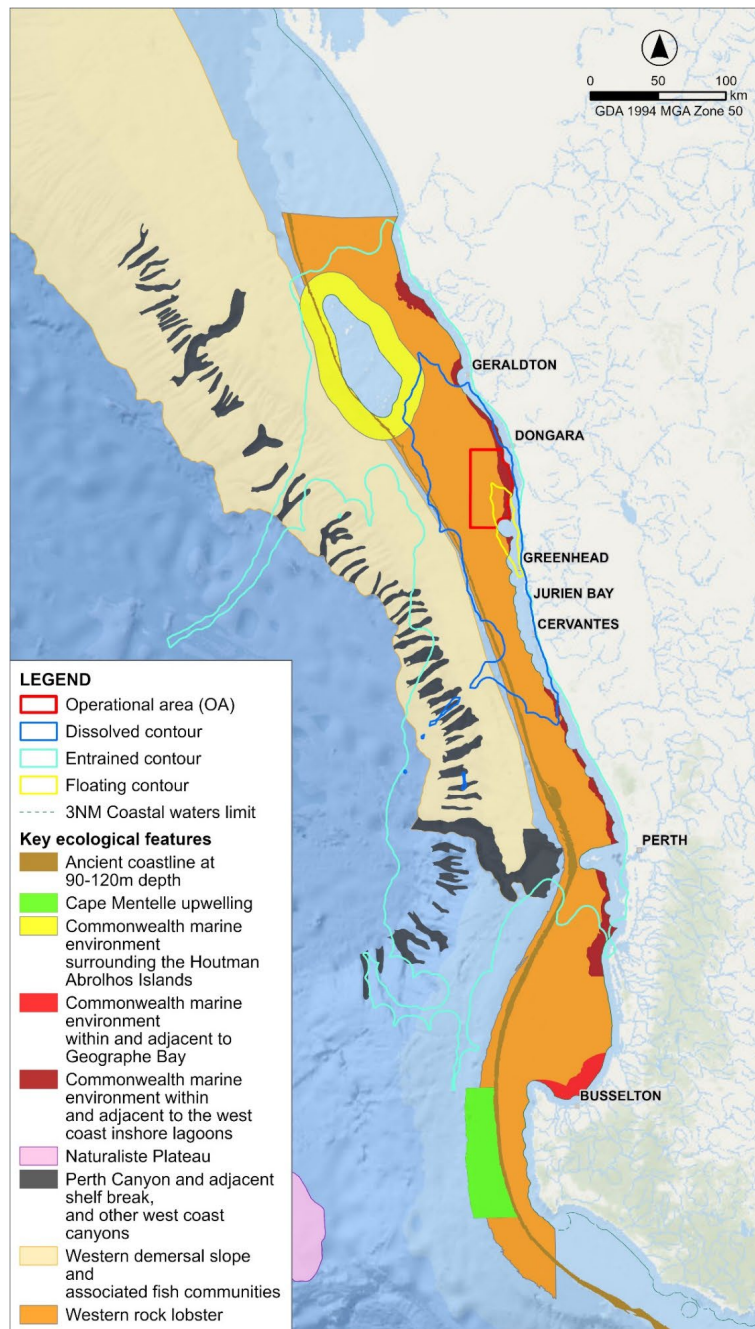 0 50 100
km
GDA 1994 MGA Zone 50
GERALDTON
DONGARA
GREENHEAD
JURIEN BAY
CERVANTES
PERTH
BUSSELTON
LEGEND
Operational area (OA)
Dissolved contour
Entrained contour
Floating contour
3NM Coastal waters limit
Key ecological features
Ancient coastline at
90-120m depth
Cape Mentelle upwelling
Commonwealth marine
environment
surrounding the Houtman
Abrolhos Islands
Commonwealth marine
environment
within and adjacent to
Geographe Bay
Commonwealth marine
environment within
and adjacent to the west
coast inshore lagoons
Naturaliste Plateau
Perth Canyon and adjacent
shelf break,
and other west coast
canyons
Western demersal slope
and
associated fish communities
Western rock lobster